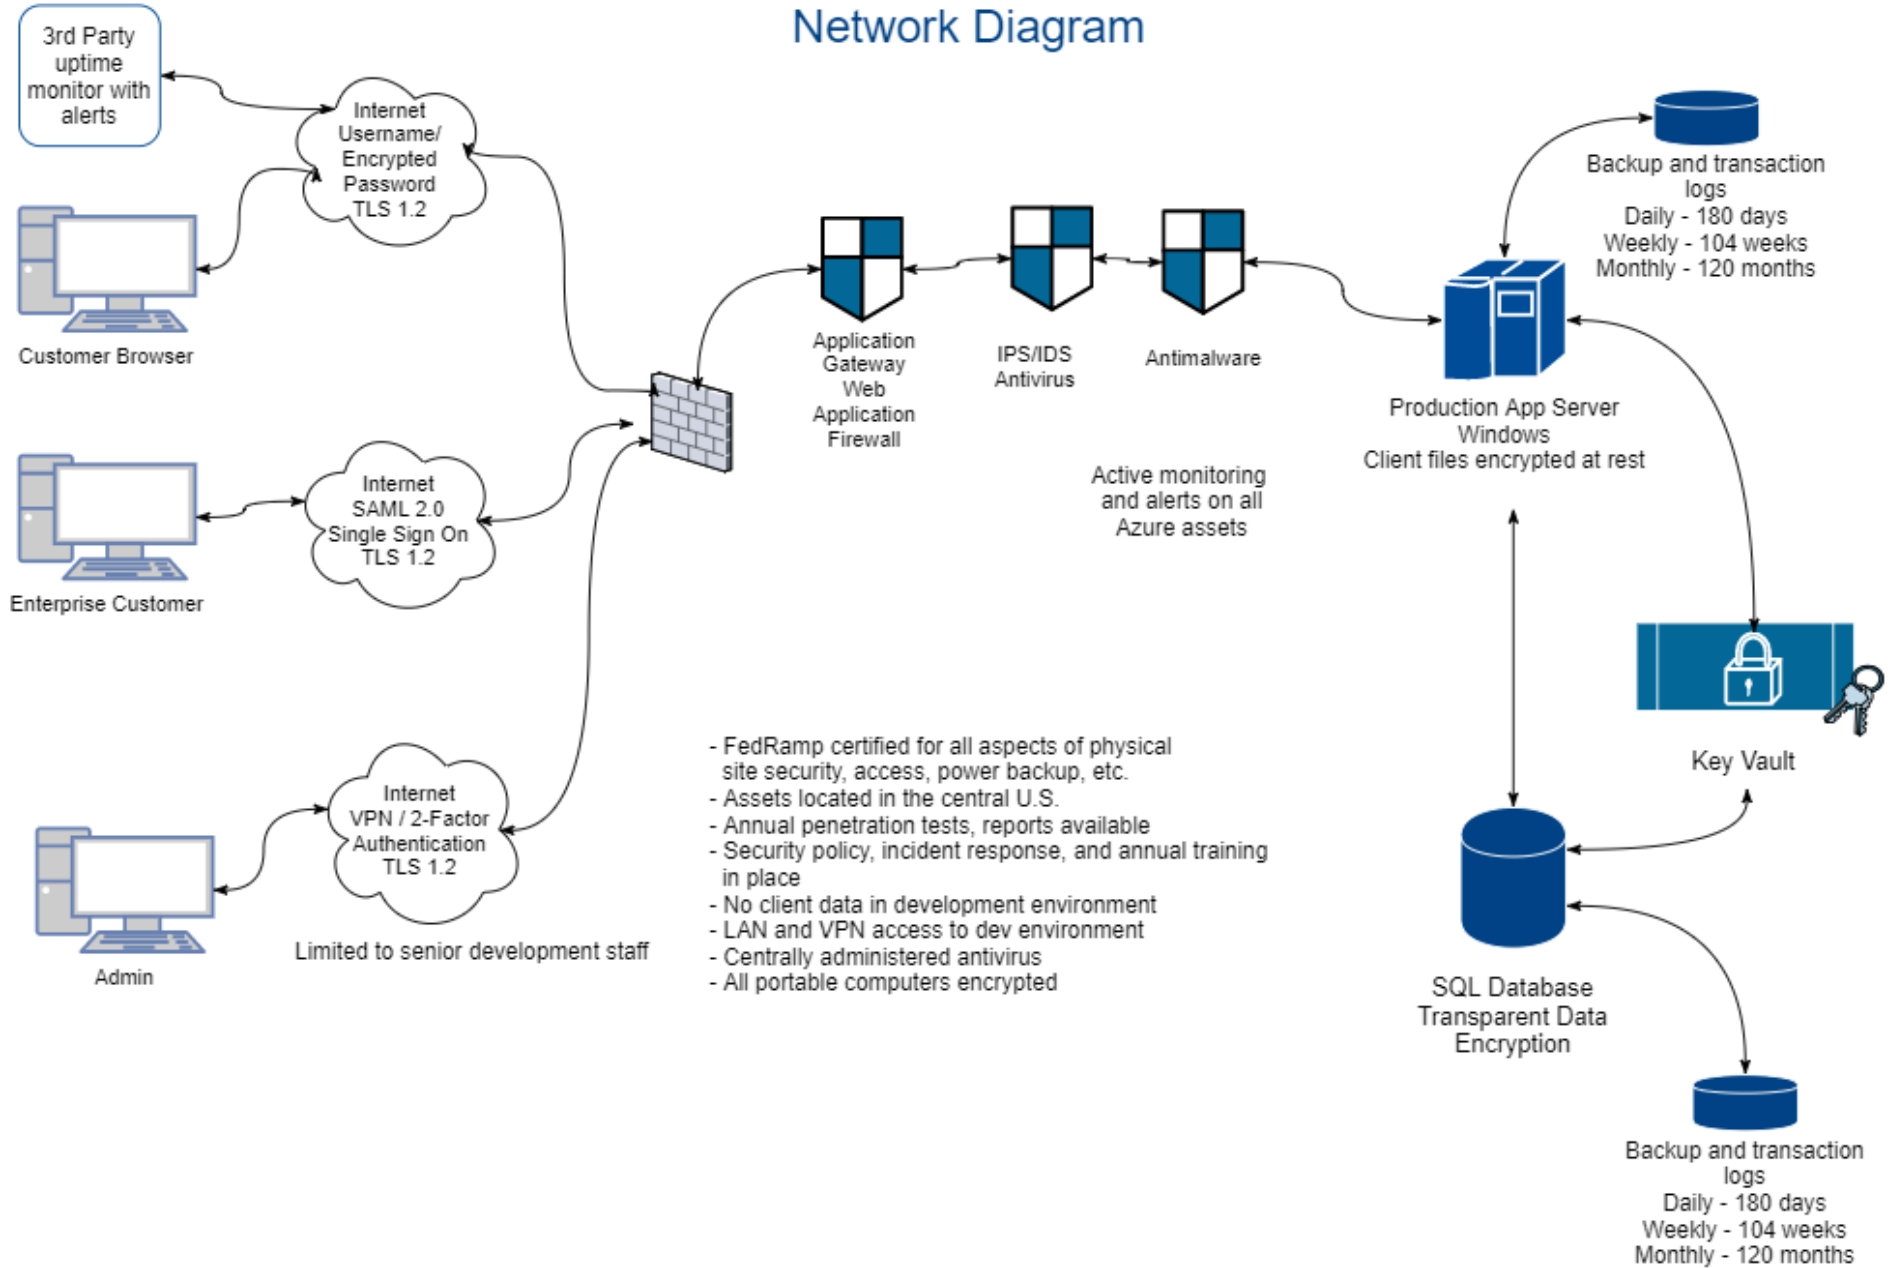 Network Diagram
3rd Party
uptime
monitor with
alerts
Internet
Username/
Encrypted
Password
TLS 1.2
Customer Browser
Internet
SAML 2.0
Single Sign On
TLS 1.2
Enterprise Customer
Internet
VPN / 2-Factor
Authentication
TLS 1.2
Limited to senior development staff
Admin
Application
Gateway
Web
Application
Firewall
IPS/IDS
Antivirus
Antimalware
Active monitoring
and alerts on all
Azure assets
- FedRamp certified for all aspects of physical
site security, access, power backup, etc.
- Assets located in the central U.S.
- Annual penetration tests, reports available
- Security policy, incident response, and annual training
in place
- No client data in development environment
- LAN and VPN access to dev environment
- Centrally administered antivirus
- All portable computers encrypted
Backup and transaction
logs
Daily - 180 days
Weekly - 104 weeks
Monthly - 120 months
Production App Server
Windows
Client files encrypted at rest
Key Vault
SQL Database
Transparent Data
Encryption
Backup and transaction
logs
Daily - 180 days
Weekly - 104 weeks
Monthly - 120 months